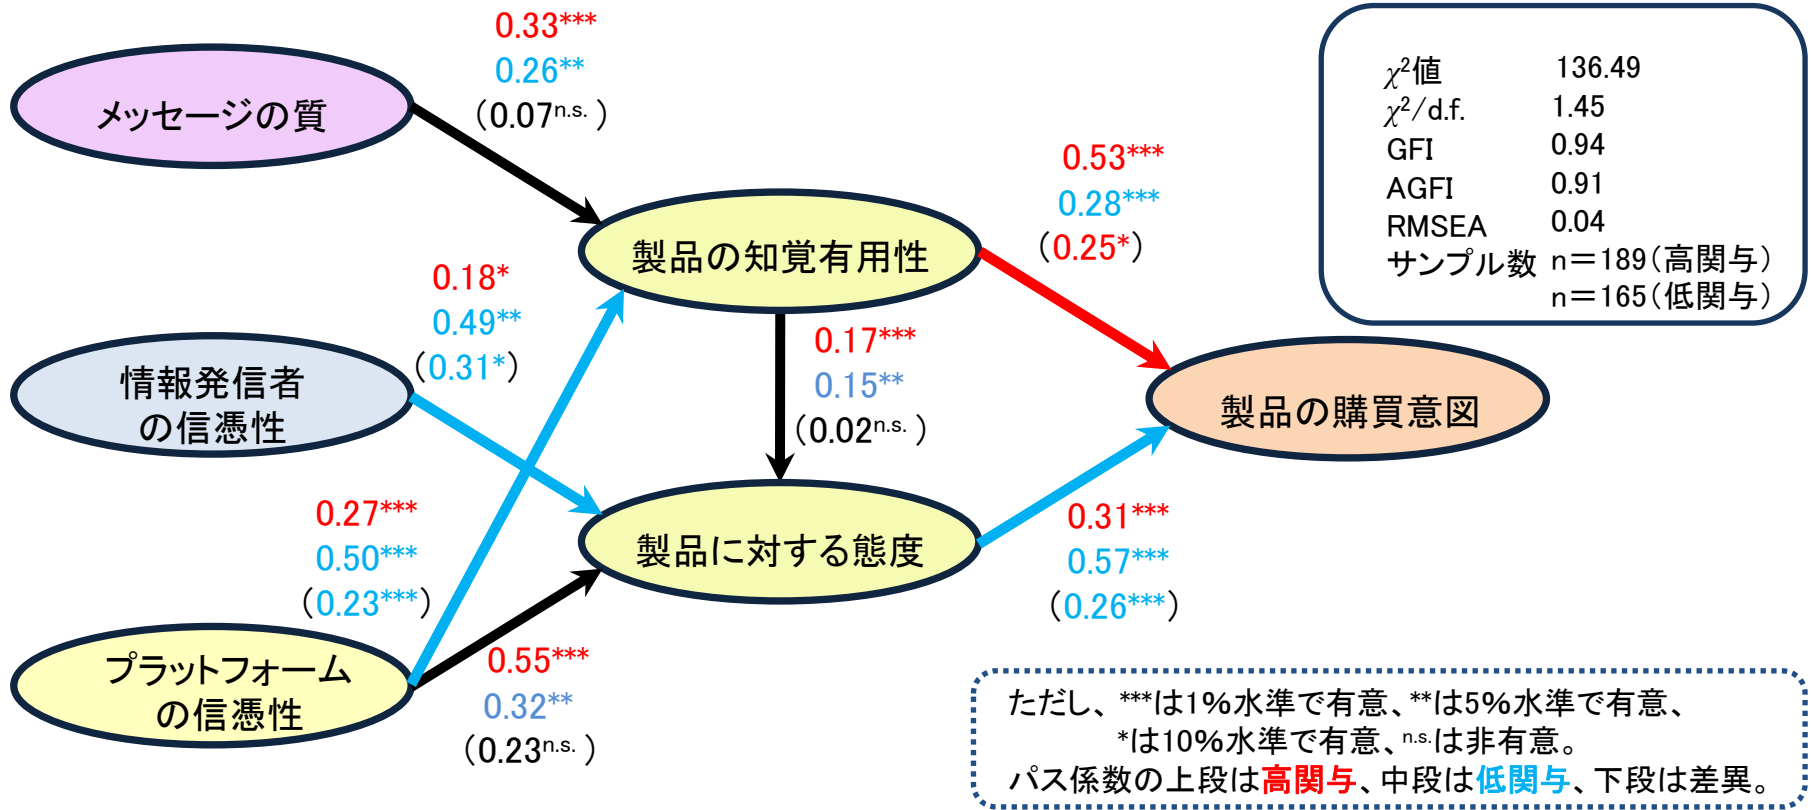 0.33***
0.26**
(0.07n.s. )
メッセージの質
χ2値 136.49
χ2/d.f. 1.45
GFI 0.94
AGFI 0.91
RMSEA 0.04
サンプル数 n=189(高関与)
n=165(低関与)
0.53***
0.28***
(0.25*)
製品の知覚有用性
0.18*
0.49**
(0.31*)
0.17***
0.15**
(0.02n.s. )
情報発信者
の信憑性
製品の購買意図
0.27***
0.50***
(0.23***)
製品に対する態度
0.31***
0.57***
(0.26***)
プラットフォーム
の信憑性
0.55***
0.32**
(0.23n.s. )
ただし、***は1%水準で有意、**は5%水準で有意、
*は10%水準で有意、n.s.は非有意。
パス係数の上段は高関与、中段は低関与、下段は差異。